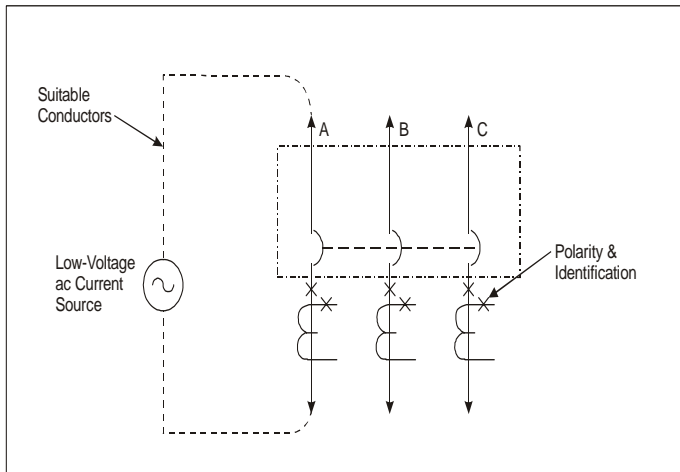 Suitable
Conductors
A
B
C
Low-Voltage
ac Current
Source
Polarity &
Identification